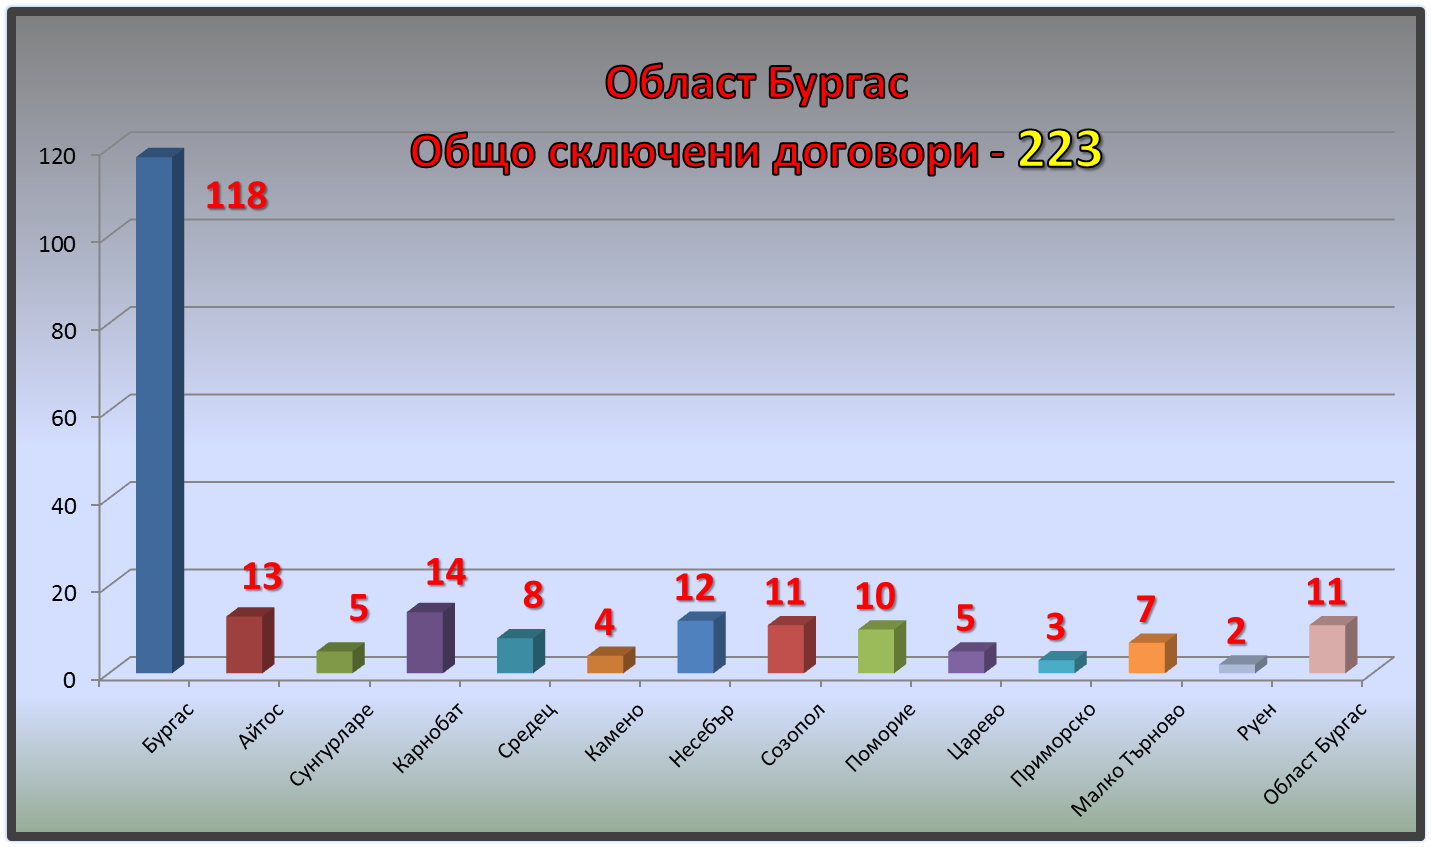 Област Бургас
Общо сключени договори - 223
120
100
80
60
40
20
0
118
13
5
14
8
4
12
11
10
5
3
7
2
11
Бургас
Айтос
Сунгурларе
Карнобат
Средец
Камено
Несебър
Созопол
Поморие
Царево
Приморско
Малко Търново
Руен
Област Бургас